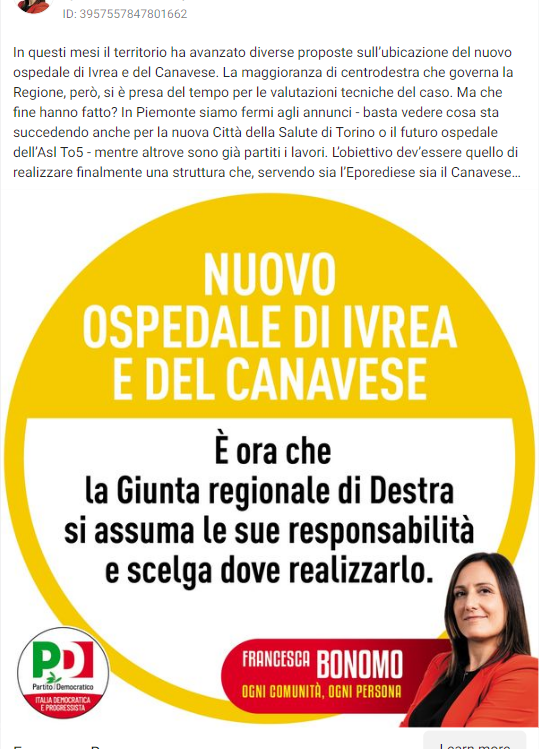 ID: 3957557847801662
In questi mesi il territorio ha avanzato diverse proposte sull'ubicazione del nuovo
ospedale di Ivrea e del Canavese. La maggioranza di centrodestra che governa la
Regione, però, si è presa del tempo per le valutazioni tecniche del caso. Ma che
fine hanno fatto? In Piemonte siamo fermi agli annunci - basta vedere cosa sta
succedendo anche per la nuova Città della Salute di Torino o il futuro ospedale
dell'Asl To5 - mentre altrove sono già partiti i lavori. L'obiettivo dev'essere quello di
realizzare finalmente una struttura che, servendo sia l'Eporediese sia il Canavese...
NUOVO
OSPEDALE DI IVREA
E DEL CANAVESE
È ora che
la Giunta regionale di Destra
si assuma le sue responsabilità
e scelga dove realizzarlo.
PD
Partito Democratico
ITALIA DEMOCRATICA
E PROGRESSISTA
FRANCESCA BONOMO
OGNI COMUNITÀ, OGNI PERSONA
Learn more